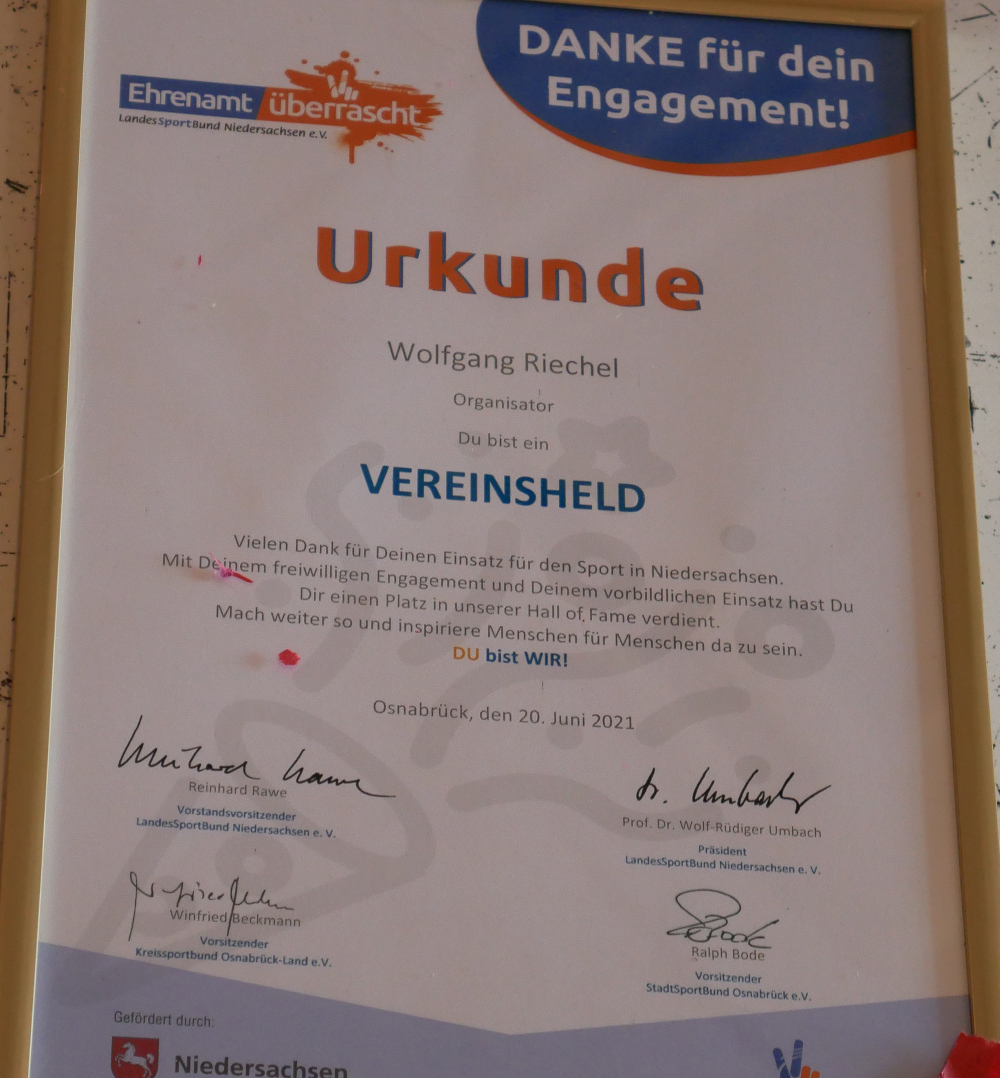 DANKE für dein
Engagement!
Ehrenamt überrascht
LandesSportBund Niedersachsen e.V.
Urkunde
Wolfgang Riechel
Organisator
Du bist ein
VEREINSHELD
Vielen Dank für Deinen Einsatz für den Sport in Niedersachsen.
Mit Deinem freiwilligen Engagement und Deinem vorbildlichen Einsatz hast Du
Dir einen Platz in unserer Hall of Fame verdient.
Mach weiter so und inspiriere Menschen für Menschen da zu sein.
DU bist WIR!
Osnabrück, den 20. Juni 2021
Reinhard Rawe
Vorstandsvorsitzender
LandesSportBund Niedersachsen e. V.
Dr. Umbach
Prof. Dr. Wolf-Rüdiger Umbach
Präsident
LandesSportBund Niedersachsen e. V.
Winfried Beckmann
Vorsitzender
Kreissportbund Osnabrück-Land e.V.
Ralph Bode
Vorsitzender
StadtSportBund Osnabrück e.V.
Gefördert durch:
Niedersachsen